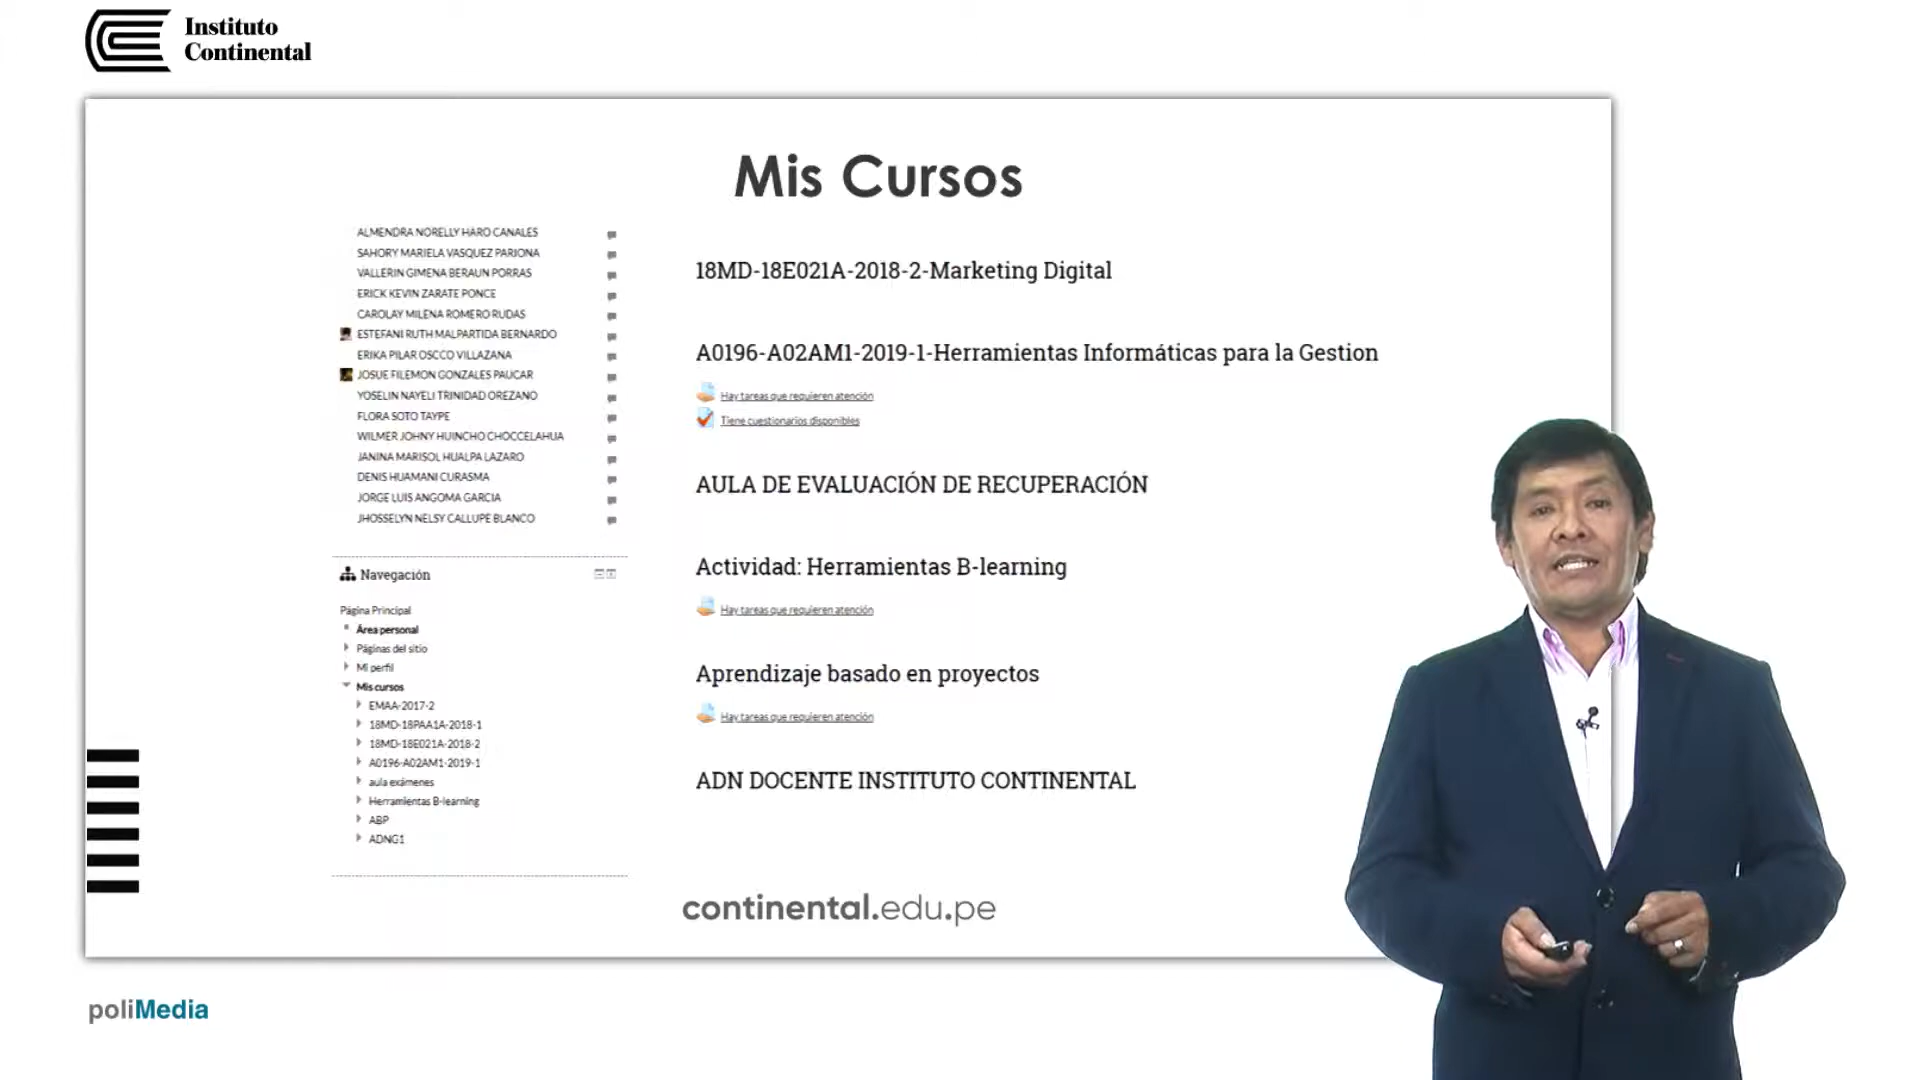 Instituto
Continental
Mis Cursos
ALMENDRA NORELLY HARO CANALES
SAHORY MARIELA VASQUEZ PARIONA
VALLERIN GIMENA BERAUN PORRAS
ERICK KEVIN ZARATE PONCE
CAROLAY MILENA ROMERO RUDAS
ESTEFANI RUTH MALPARTIDA BERNARDO
ERIKA PILAR OSCCO VILLAZANA
JOSUE FILEMON GONZALES PAUCAR
YOSELIN NAYELI TRINIDAD OREZANO
FLORA SOTO TAYPE
WILMER JOHNY HUINCHO CHOCCELAHUA
JANINA MARISOL HUALPA LAZARO
DENIS HUAMANI CURASMA
JORGE LUIS ANGOMA GARCIA
JHOSSELYN NELSY CALLUPE BLANCO
Navegación
Página Principal
Área personal
Páginas del sitio
Mi perfil
Mis cursos
EMAA-2017-2
18MD-18PAA1A-2018-1
18MD-18E021A-2018-2
A0196-A02AM1-2019-1
aula exámenes
Herramientas B-learning
ABP
ADNG1
18MD-18E021A-2018-2-Marketing Digital
A0196-A02AM1-2019-1-Herramientas Informáticas para la Gestion
Hay tareas que requieren atención
Tiene cuestionarios disponibles
AULA DE EVALUACIÓN DE RECUPERACIÓN
Actividad: Herramientas B-learning
Hay tareas que requieren atención
Aprendizaje basado en proyectos
Hay tareas que requieren atención
ADN DOCENTE INSTITUTO CONTINENTAL
continental.edu.pe
poliMedia